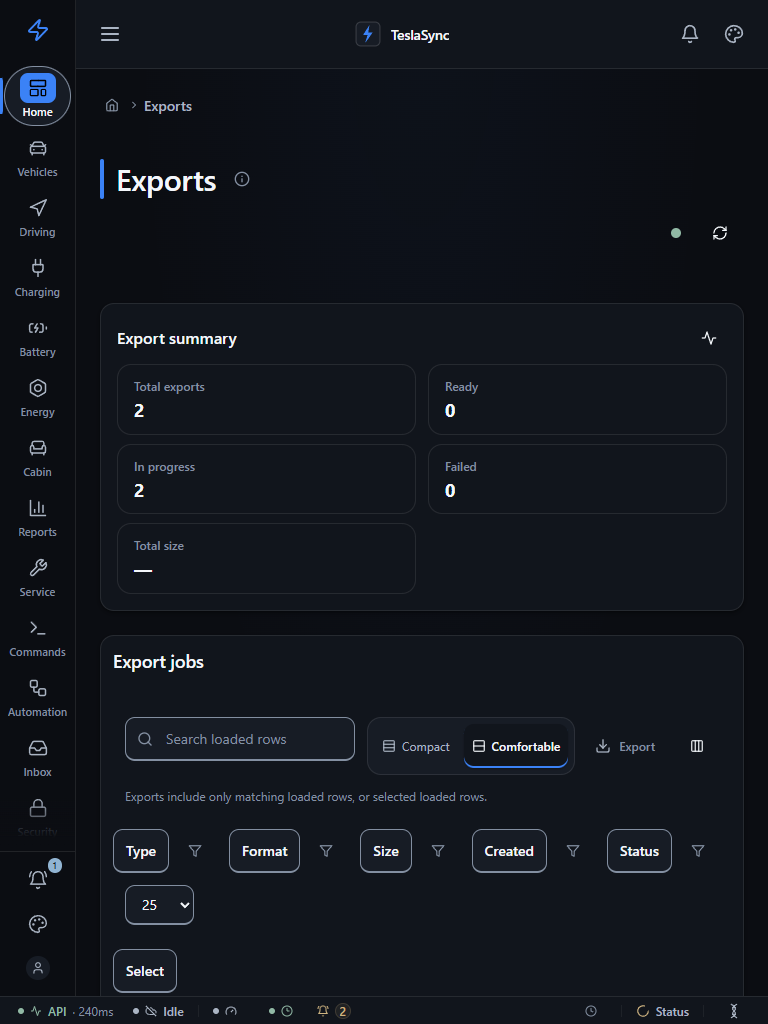 TeslaSync
Home
Vehicles
Driving
Charging
Battery
Energy
Cabin
Reports
Service
Commands
Automation
Inbox
Security
1
Exports
Exports
Export summary
Total exports
2
Ready
0
In progress
2
Failed
0
Total size
—
Export jobs
Search loaded rows
Compact
Comfortable
Export
Exports include only matching loaded rows, or selected loaded rows.
Type
Format
Size
Created
Status
25
Select
API · 240ms
Idle
2
Status